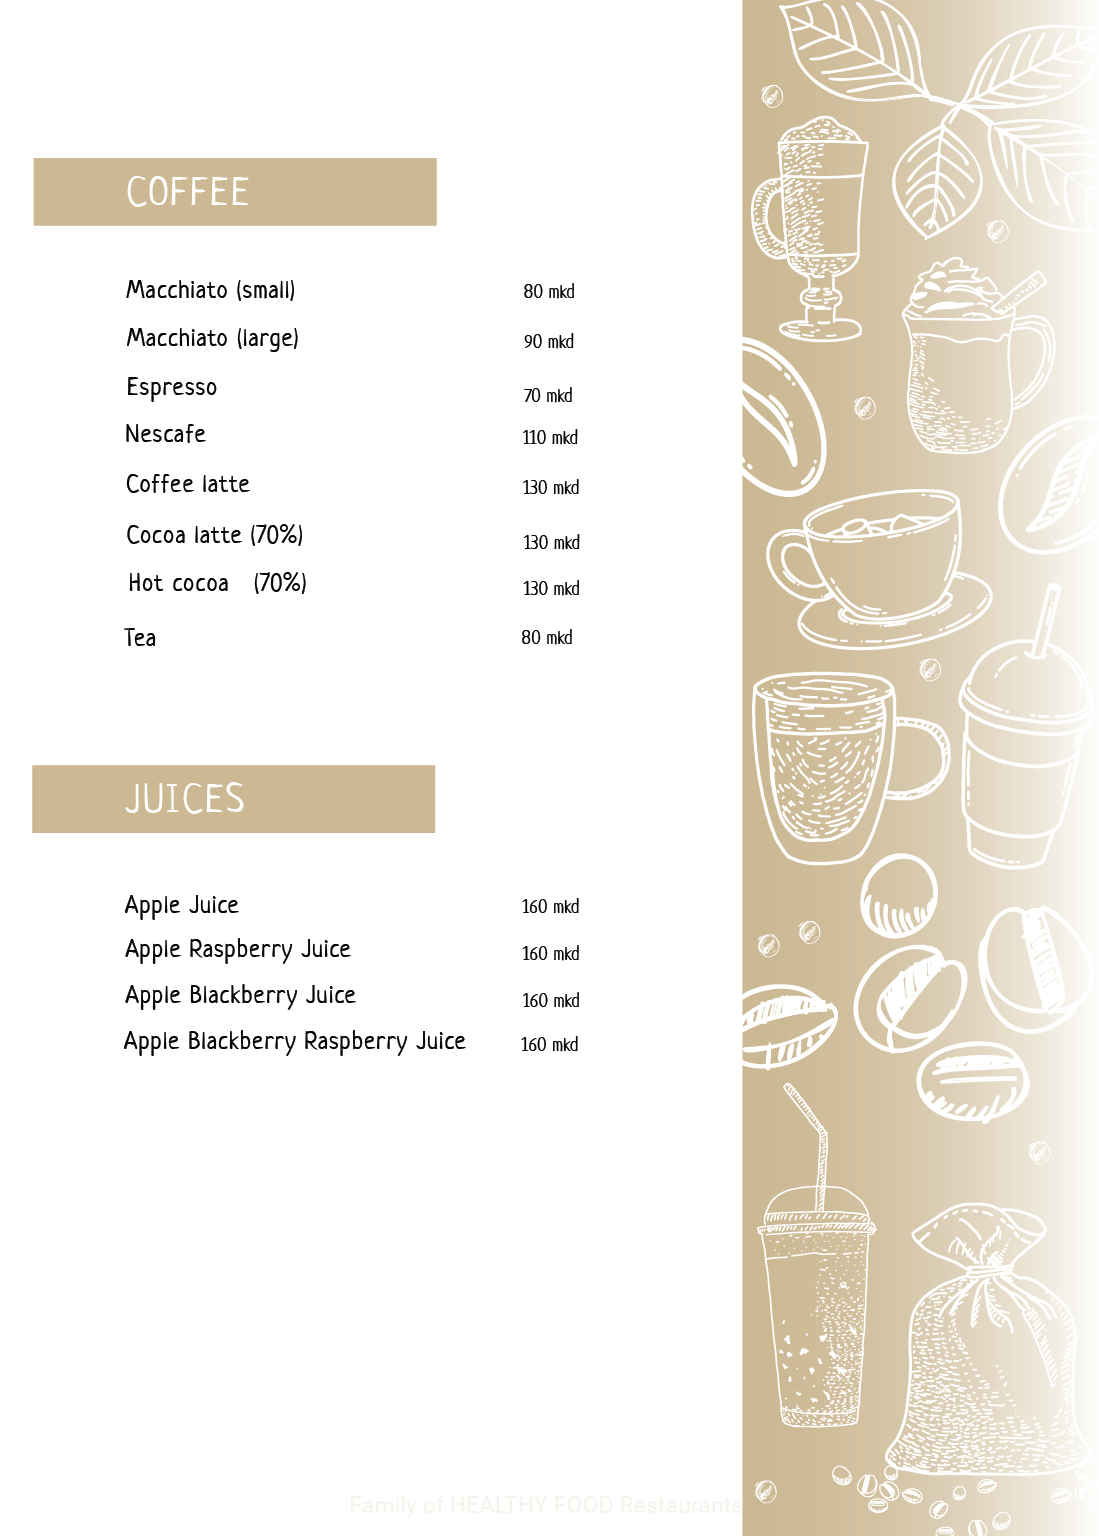 COFFEE
Macchiato (small) 80 mkd
Macchiato (large) 90 mkd
Espresso 70 mkd
Nescafe 110 mkd
Coffee latte 130 mkd
Cocoa latte (70%) 130 mkd
Hot cocoa (70%) 130 mkd
Tea 80 mkd
JUICES
Apple Juice 160 mkd
Apple Raspberry Juice 160 mkd
Apple Blackberry Juice 160 mkd
Apple Blackberry Raspberry Juice 160 mkd
Family of HEALTHY FOOD Restaurants